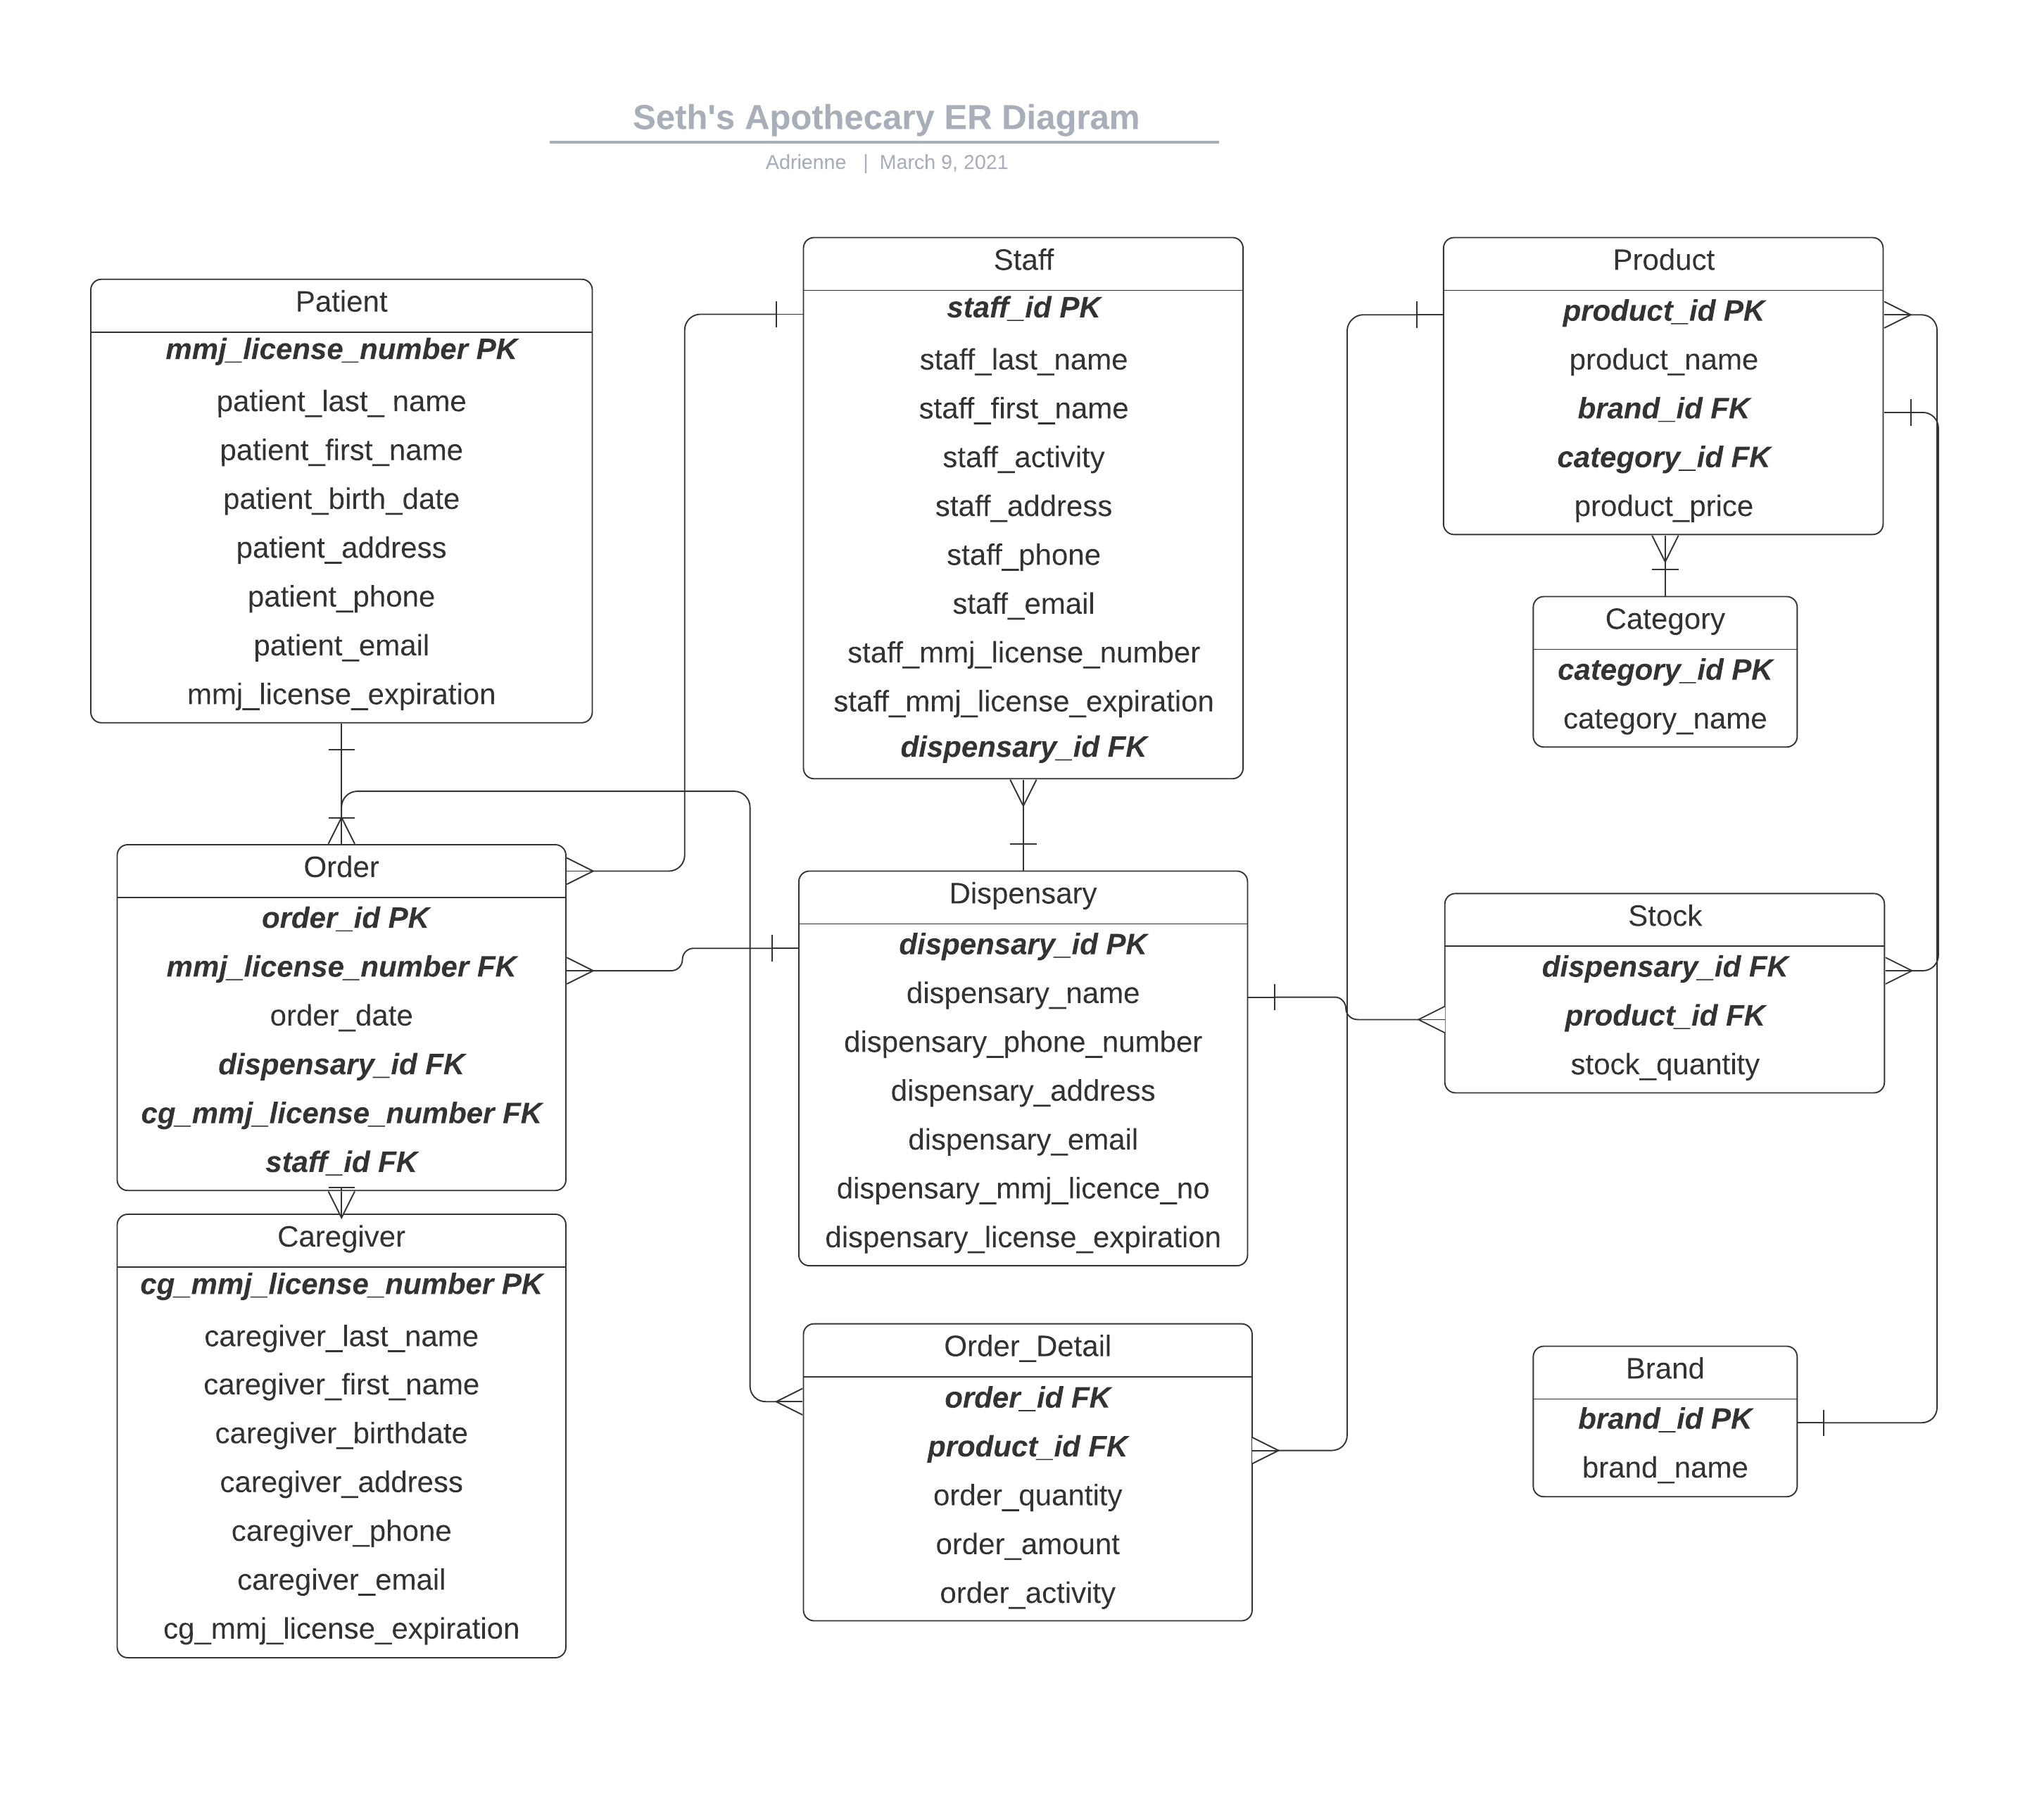 Seth's Apothecary ER Diagram
Adrienne | March 9, 2021
Patient
mmj_license_number PK
patient_last_ name
patient_first_name
patient_birth_date
patient_address
patient_phone
patient_email
mmj_license_expiration
Order
order_id PK
mmj_license_number FK
order_date
dispensary_id FK
cg_mmj_license_number FK
staff_id FK
Caregiver
cg_mmj_license_number PK
caregiver_last_name
caregiver_first_name
caregiver_birthdate
caregiver_address
caregiver_phone
caregiver_email
cg_mmj_license_expiration
Staff
staff_id PK
staff_last_name
staff_first_name
staff_activity
staff_address
staff_phone
staff_email
staff_mmj_license_number
staff_mmj_license_expiration
dispensary_id FK
Dispensary
dispensary_id PK
dispensary_name
dispensary_phone_number
dispensary_address
dispensary_email
dispensary_mmj_licence_no
dispensary_license_expiration
Order_Detail
order_id FK
product_id FK
order_quantity
order_amount
order_activity
Product
product_id PK
product_name
brand_id FK
category_id FK
product_price
Category
category_id PK
category_name
Stock
dispensary_id FK
product_id FK
stock_quantity
Brand
brand_id PK
brand_name